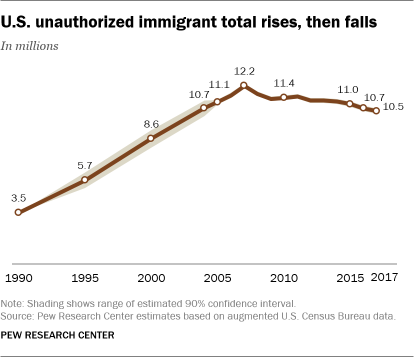 U.S. unauthorized immigrant total rises, then falls
In millions
3.5
5.7
8.6
10.7
11.1
12.2
11.4
11.0
10.7
10.5
1990 1995 2000 2005 2010 2015 2017
Note: Shading shows range of estimated 90% confidence interval.
Source: Pew Research Center estimates based on augmented U.S. Census Bureau data.
PEW RESEARCH CENTER